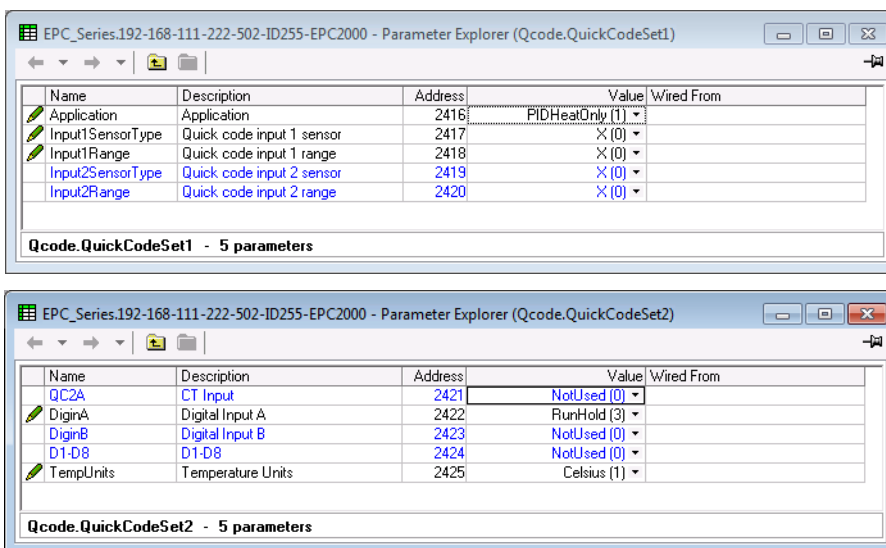 EPC_Series.192-168-111-222-502-ID255-EPC2000 - Parameter Explorer (Qcode.QuickCodeSet1)
Name Description Address Value Wired From
Application Application 2416 PIDHeatOnly (1)
Input1SensorType Quick code input 1 sensor 2417 X (0)
Input1Range Quick code input 1 range 2418 X (0)
Input2SensorType Quick code input 2 sensor 2419 X (0)
Input2Range Quick code input 2 range 2420 X (0)
Qcode.QuickCodeSet1 - 5 parameters
EPC_Series.192-168-111-222-502-ID255-EPC2000 - Parameter Explorer (Qcode.QuickCodeSet2)
Name Description Address Value Wired From
QC2A CT Input 2421 NotUsed (0)
DiginA Digital Input A 2422 RunHold (3)
DiginB Digital Input B 2423 NotUsed (0)
D1-D8 D1-D8 2424 NotUsed (0)
TempUnits Temperature Units 2425 Celsius (1)
Qcode.QuickCodeSet2 - 5 parameters